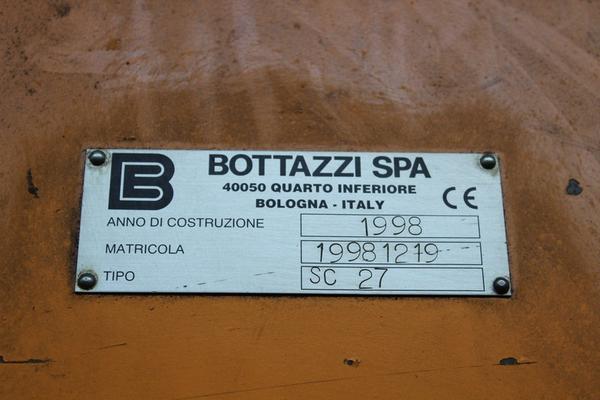 B BOTTAZZI SPA
40050 QUARTO INFERIORE
BOLOGNA - ITALY CE
ANNO DI COSTRUZIONE 1998
MATRICOLA 19981219---
TIPO SC 27